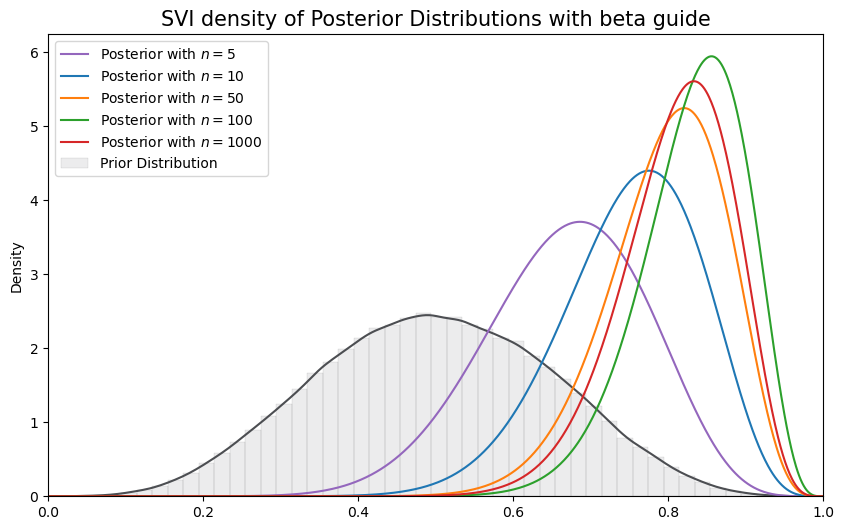 SVI density of Posterior Distributions with beta guide
Posterior with n = 5
Posterior with n = 10
Posterior with n = 50
Posterior with n = 100
Posterior with n = 1000
Prior Distribution
6
5
4
3
2
1
0
Density
0.0 0.2 0.4 0.6 0.8 1.0